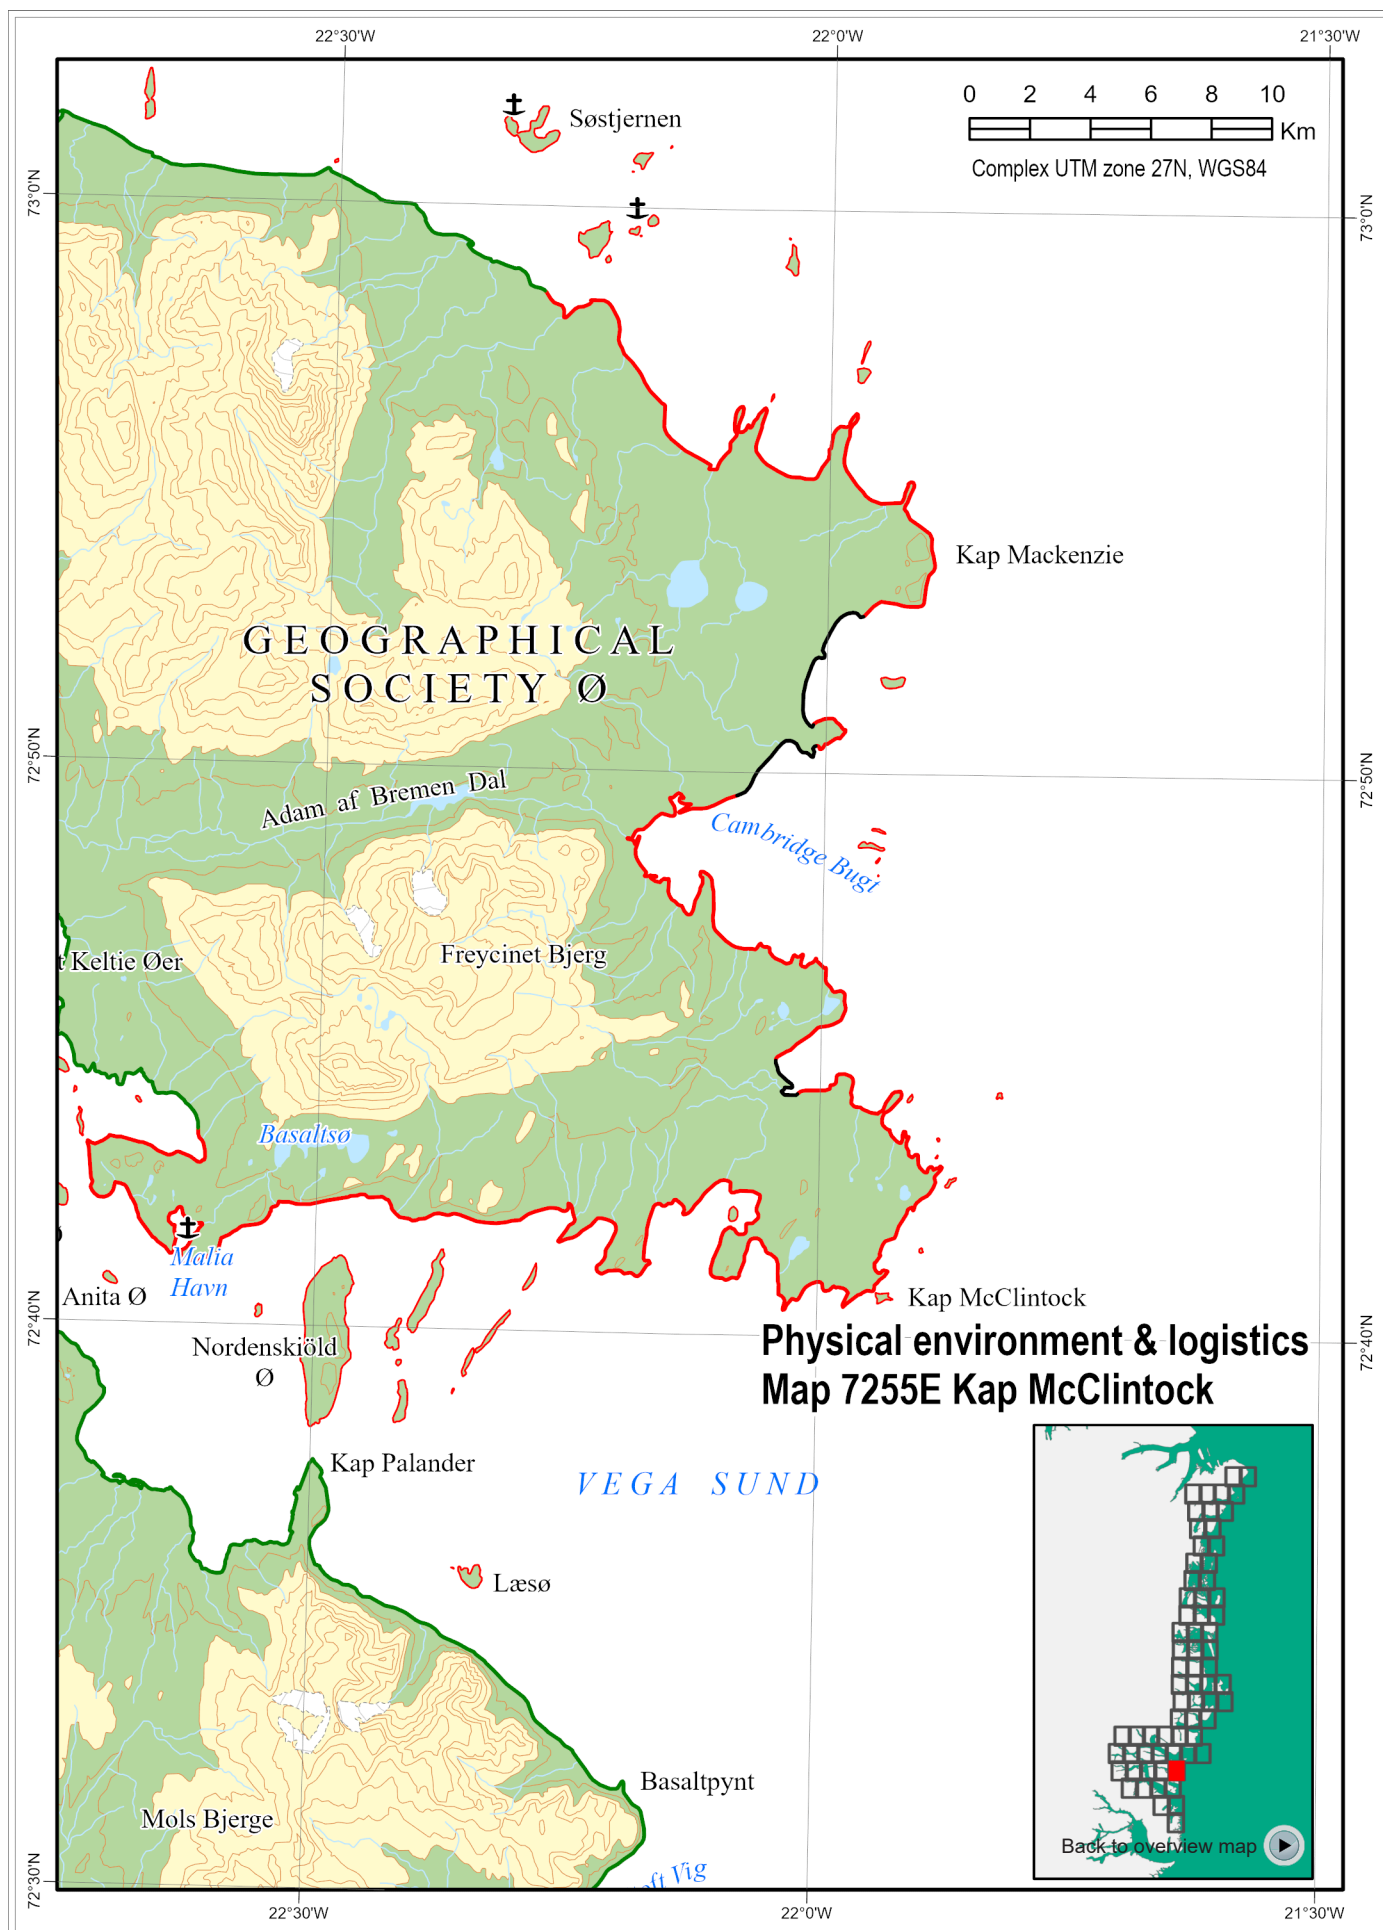 22°30'W
22°0'W
21°30'W
0 2 4 6 8 10
Km
Complex UTM zone 27N, WGS84
Søstjernen
73°0'N
73°0'N
Kap Mackenzie
GEOGRAPHICAL
SOCIETY Ø
72°50'N
72°50'N
Adam af Bremen Dal
Cambridge Bugt
Freycinet Bjerg
t Keltie Øer
Basaltsø
Ø
Malia
Havn
Anita Ø
Kap McClintock
72°40'N
72°40'N
Nordenskiöld
Ø
Physical environment & logistics
Map 7255E Kap McClintock
Kap Palander
VEGA SUND
Læsø
Basaltpynt
Mols Bjerge
Back to overview map
oft Vig
72°30'N
22°30'W
22°0'W
21°30'W